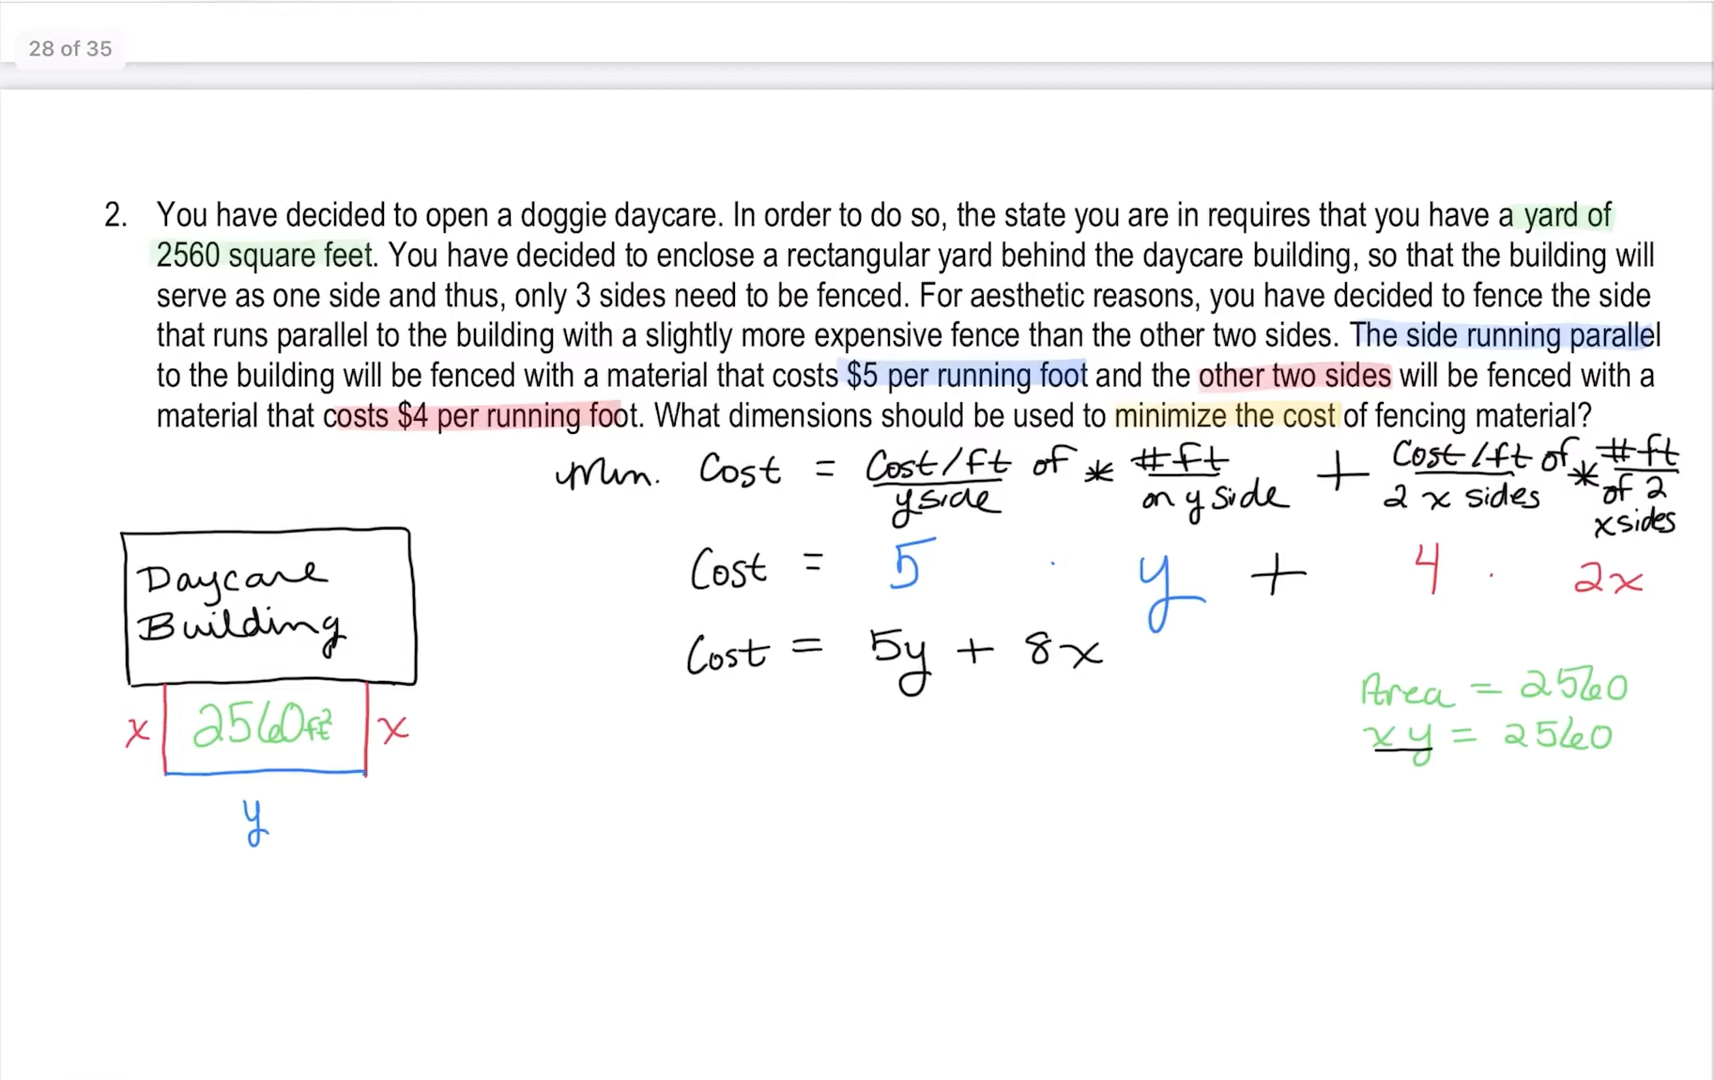 28 of 35
2. You have decided to open a doggie daycare. In order to do so, the state you are in requires that you have a yard of
2560 square feet. You have decided to enclose a rectangular yard behind the daycare building, so that the building will
serve as one side and thus, only 3 sides need to be fenced. For aesthetic reasons, you have decided to fence the side
that runs parallel to the building with a slightly more expensive fence than the other two sides. The side running parallel
to the building will be fenced with a material that costs $5 per running foot and the other two sides will be fenced with a
material that costs $4 per running foot. What dimensions should be used to minimize the cost of fencing material?
Min. Cost = Cost/ft of * #ft + Cost/ft of * #ft
y side on y side 2 x sides of 2
x sides
Cost = 5 · y + 4 · 2x
Cost = 5y + 8x
Daycare
Building
x 2560 ft² x
y
Area = 2560
xy = 2560